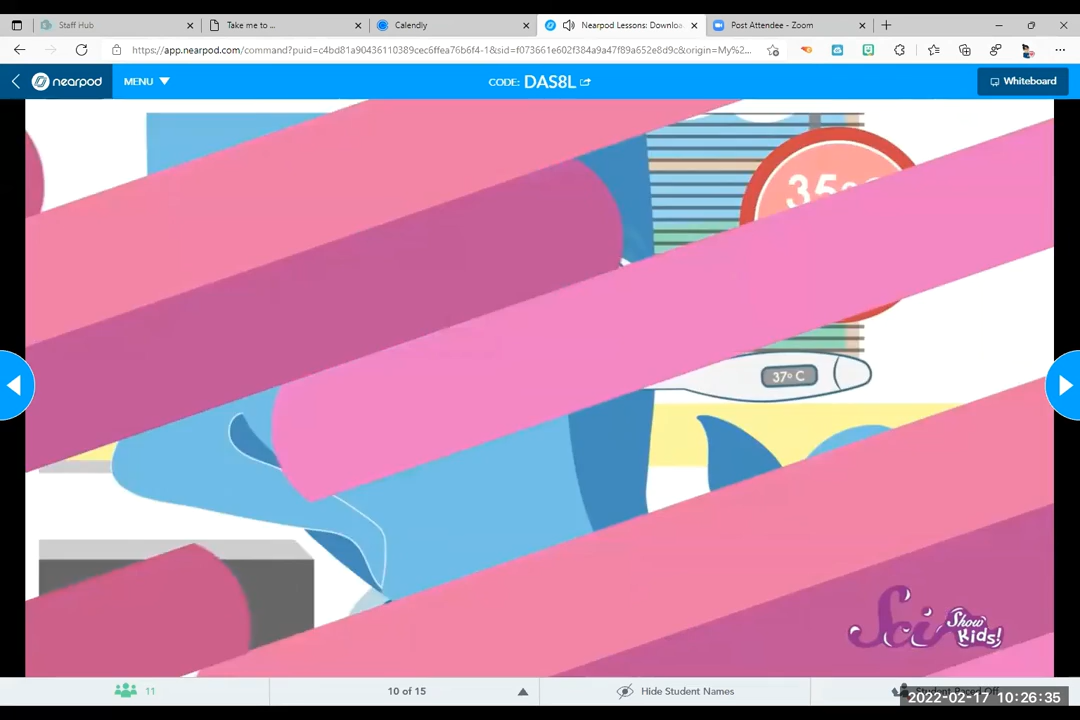 Staff Hub
Take me to ...
Calendly
Nearpod Lessons: Downloa
Post Attendee - Zoom
https://app.nearpod.com/command?puid=c4bd81a90436110389cec6ffea76b6f4-1&sid=f073661e602f384a9a47f89a652e8d9c&origin=My%2...
nearpod
MENU
CODE: DAS8L
Whiteboard
37° C
Sci Show Kids!
11
10 of 15
Hide Student Names
2022-02-17 10:26:35